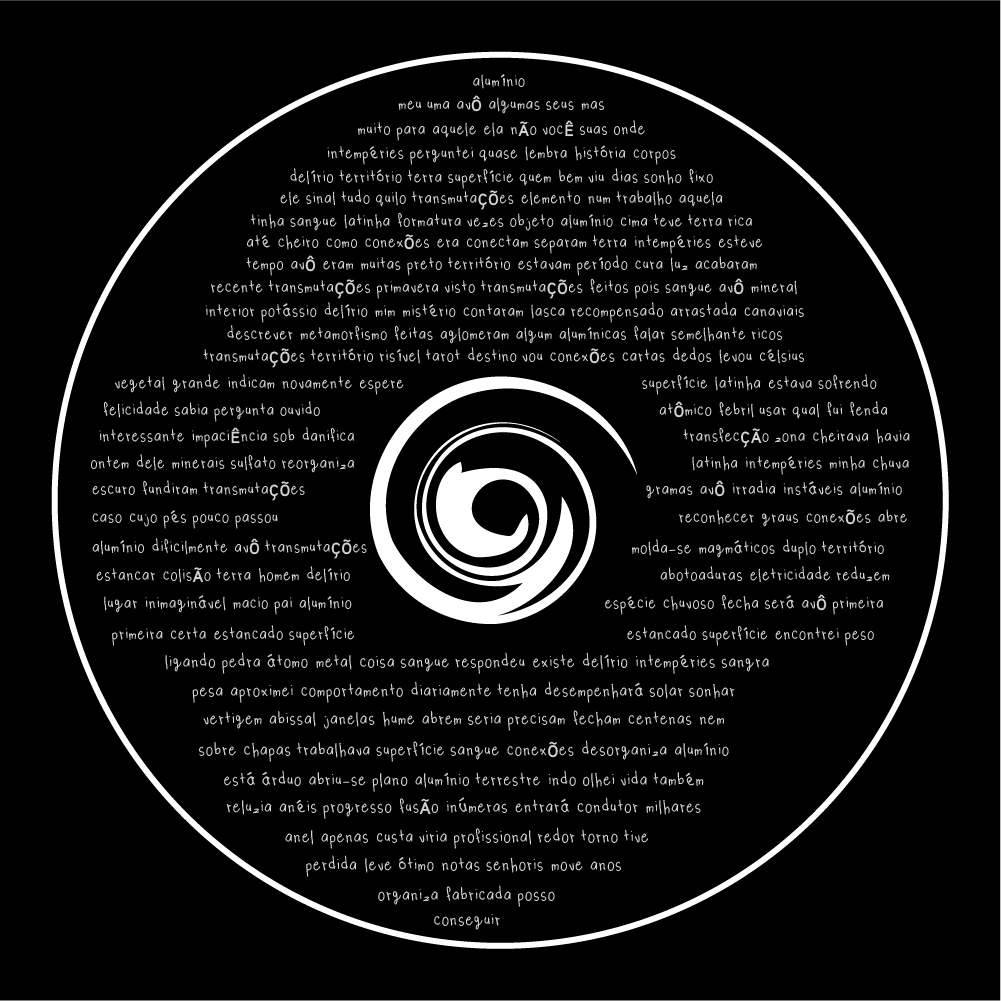 alumínio
meu uma avÔ algumas seus mas
muito para aquele ela nÃo vocÊ suas onde
intempéries perguntei quase lembra história corpos
delírio território terra superfície quem bem viu dias sonho fixo
ele sinal tudo quilo transmutaÇÕes elemento num trabalho aquela
tinha sangue latinha formatura vezes objeto alumínio cima teve terra rica
até cheiro como conexÕes era conectam separam terra intempéries esteve
tempo avÔ eram muitas preto território estavam período cura luz acabaram
recente transmutaÇÕes primavera visto transmutaÇÕes feitos pois sangue avÔ mineral
interior potássio delírio mim mistério contaram lasca recompensado arrastada canaviais
descrever metamorfismo feitas aglomeram algum alumínicas falar semelhante ricos
transmutaÇÕes território risível tarot destino vou conexÕes cartas dedos levou célsius
vegetal grande indicam novamente espere superfície latinha estava sofrendo
felicidade sabia pergunta ouvido atÔmico febril usar qual fui fenda
interessante impaciÊncia sob danifica transfecÇÃo zona cheirava havia
ontem dele minerais sulfato reorganiza latinha intempéries minha chuva
escuro fundiram transmutaÇÕes gramas avÔ irradia instáveis alumínio
caso cujo pés pouco passou reconhecer graus conexÕes abre
alumínio dificilmente avÔ transmutaÇÕes molda-se magmáticos duplo território
estancar colisÃo terra homem delírio abotoaduras eletricidade reduzem
lugar inimaginável macio pai alumínio espécie chuvoso fecha será avÔ primeira
primeira certa estancado superfície estancado superfície encontrei peso
ligando pedra átomo metal coisa sangue respondeu existe delírio intempéries sangra
pesa aproximei comportamento diariamente tenha desempenhará solar sonhar
vertigem abissal janelas hume abrem seria precisam fecham centenas nem
sobre chapas trabalhava superfície sangue conexÕes desorganiza alumínio
está árduo abriu-se plano alumínio terrestre indo olhei vida também
reluzia anéis progresso fusÃo inúmeras entrará condutor milhares
anel apenas custa viria profissional redor torno tive
perdida leve ótimo notas senhoris move anos
organiza fabricada posso
conseguir